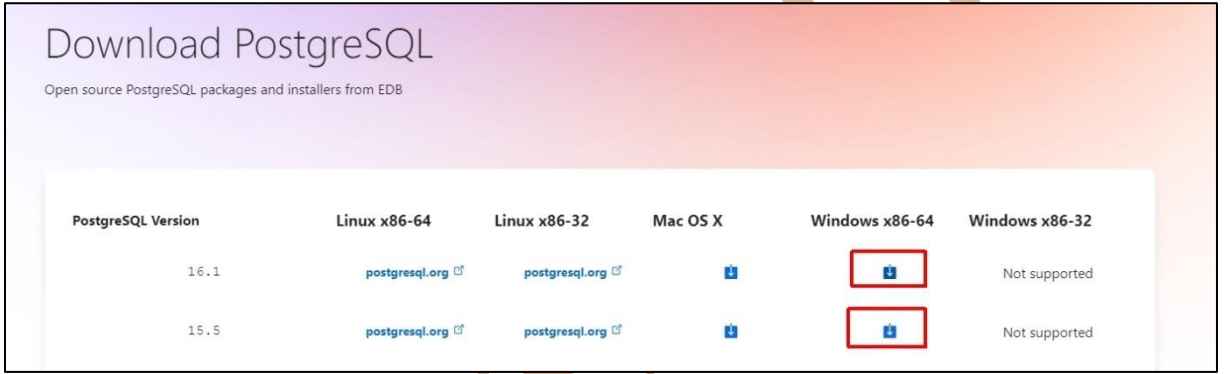 Download PostgreSQL
Open source PostgreSQL packages and installers from EDB
PostgreSQL Version Linux x86-64 Linux x86-32 Mac OS X Windows x86-64 Windows x86-32
16.1 postgresql.org postgresql.org Not supported
15.5 postgresql.org postgresql.org Not supported